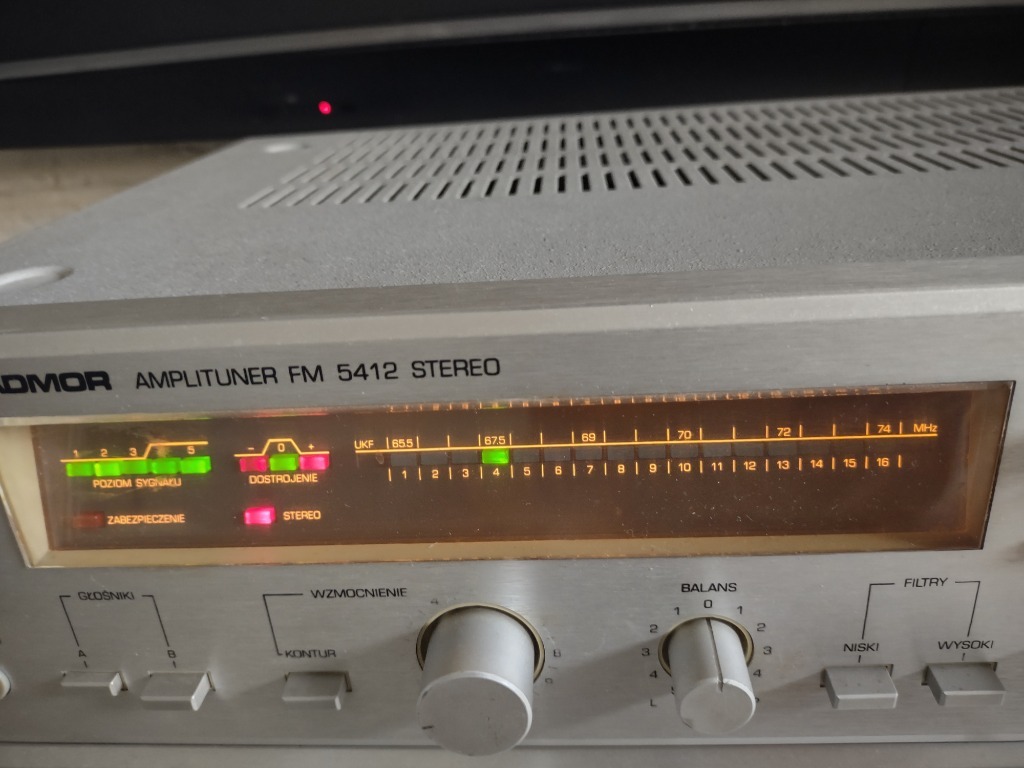 ADMOR AMPLITUNER FM 5412 STEREO
UKF 65.5 67.5 69 70 72 74 MHz
1 2 3 5 - 0 +
1 2 3 4 5 6 7 8 9 10 11 12 13 14 15 16
POZIOM SYGNAŁU DOSTROJENIE
ZABEZPIECZENIE STEREO
GŁOŚNIKI WZMOCNIENIE BALANS FILTRY
A B KONTUR NISKI WYSOKI
4 8 9
1 0 1
2 2
3 3
4 4
L